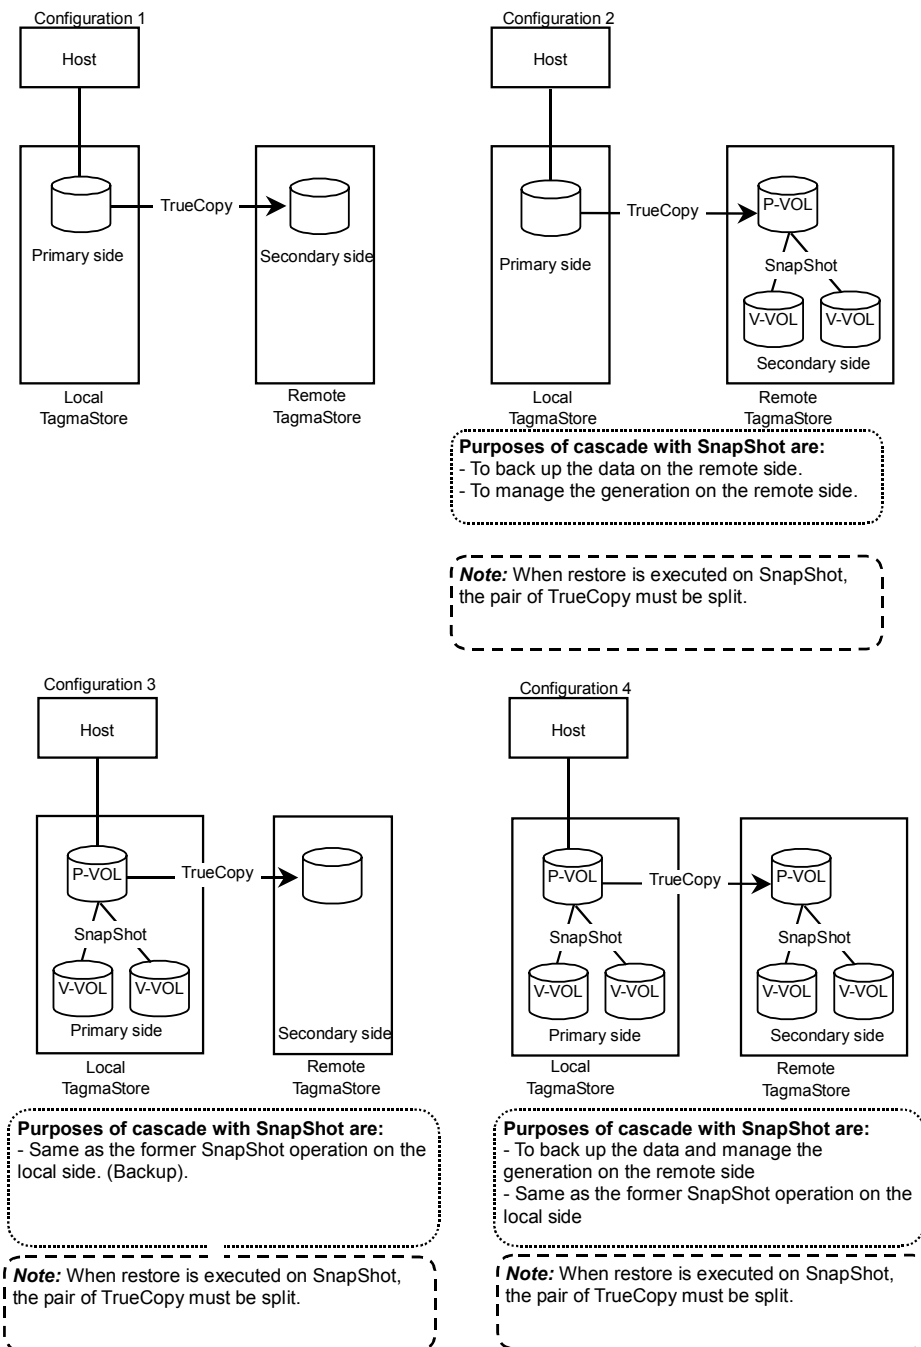 Configuration 1
Host
TrueCopy
Primary side
Secondary side
Local
TagmaStore
Remote
TagmaStore
Configuration 2
Host
TrueCopy
P-VOL
SnapShot
V-VOL
V-VOL
Primary side
Secondary side
Local
TagmaStore
Remote
TagmaStore
Purposes of cascade with SnapShot are:
- To back up the data on the remote side.
- To manage the generation on the remote side.
Note: When restore is executed on SnapShot,
the pair of TrueCopy must be split.
Configuration 3
Host
P-VOL
TrueCopy
SnapShot
V-VOL
V-VOL
Primary side
Secondary side
Local
TagmaStore
Remote
TagmaStore
Purposes of cascade with SnapShot are:
- Same as the former SnapShot operation on the
local side. (Backup).
Note: When restore is executed on SnapShot,
the pair of TrueCopy must be split.
Configuration 4
Host
P-VOL
TrueCopy
P-VOL
SnapShot
SnapShot
V-VOL
V-VOL
V-VOL
V-VOL
Primary side
Secondary side
Local
TagmaStore
Remote
TagmaStore
Purposes of cascade with SnapShot are:
- To back up the data and manage the
generation on the remote side
- Same as the former SnapShot operation on the
local side
Note: When restore is executed on SnapShot,
the pair of TrueCopy must be split.